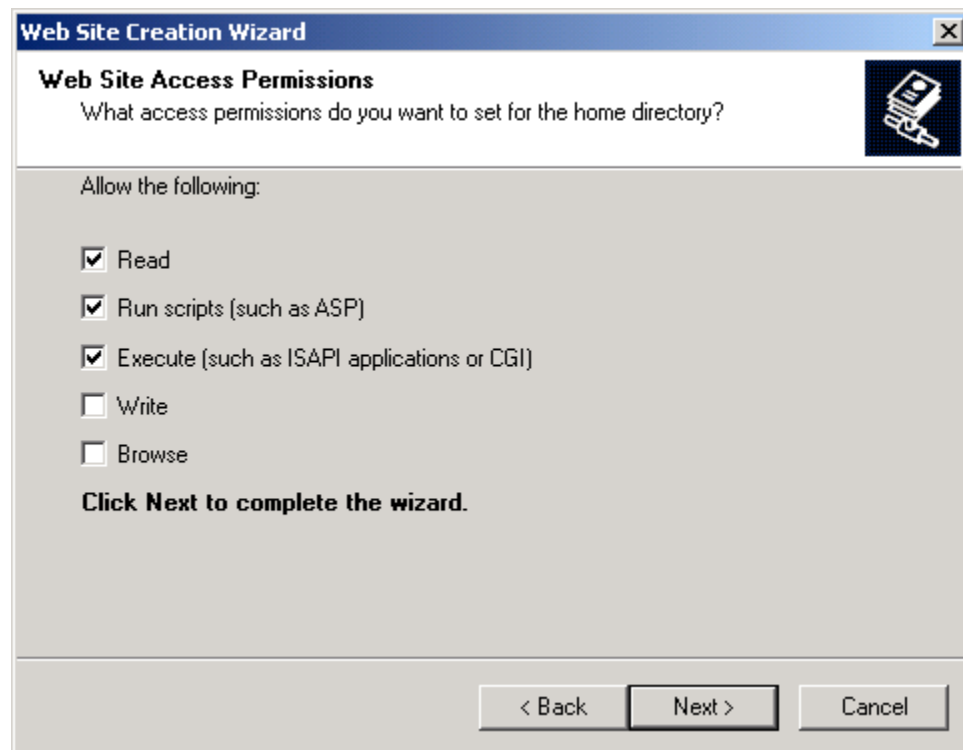 Web Site Creation Wizard
Web Site Access Permissions
What access permissions do you want to set for the home directory?
Allow the following:
Read
Run scripts (such as ASP)
Execute (such as ISAPI applications or CGI)
Write
Browse
Click Next to complete the wizard.
< Back Next > Cancel